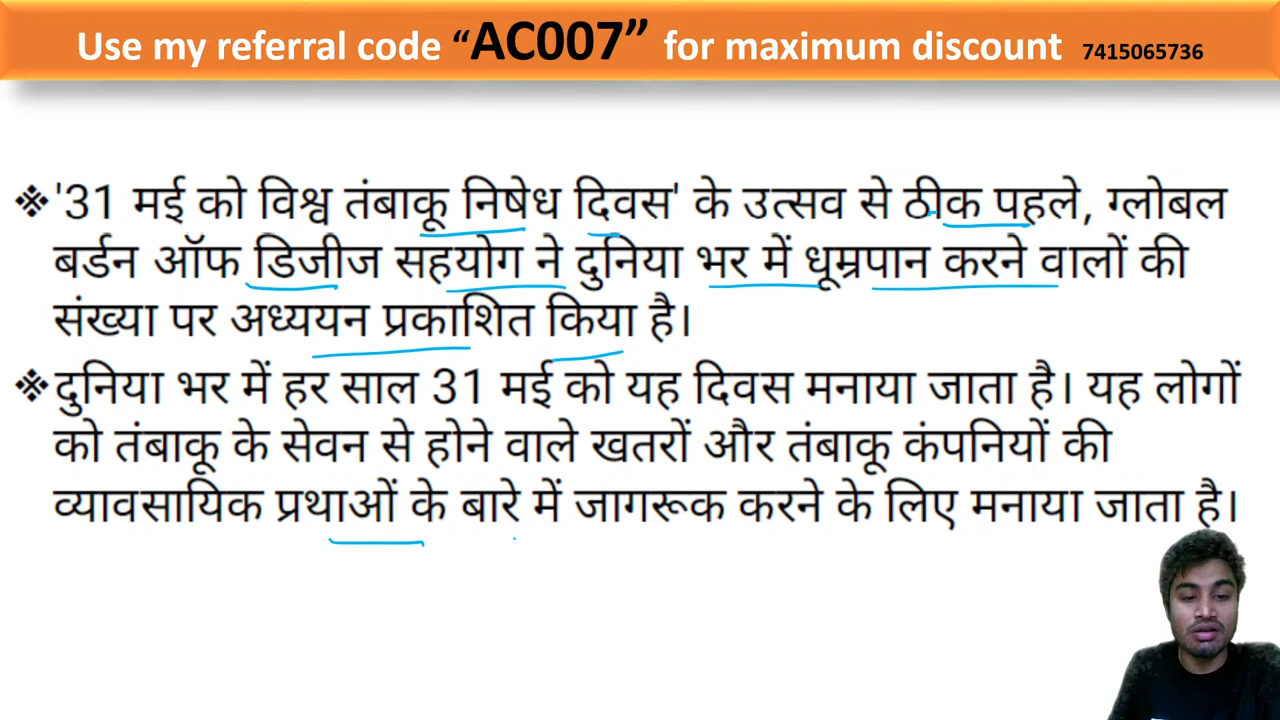 Use my referral code “AC007” for maximum discount 7415065736
❖'31 मई को विश्व तंबाकू निषेध दिवस' के उत्सव से ठीक पहले, ग्लोबल
बर्डन ऑफ डिजीज सहयोग ने दुनिया भर में धूम्रपान करने वालों की
संख्या पर अध्ययन प्रकाशित किया है।
❖दुनिया भर में हर साल 31 मई को यह दिवस मनाया जाता है। यह लोगों
को तंबाकू के सेवन से होने वाले खतरों और तंबाकू कंपनियों की
व्यावसायिक प्रथाओं के बारे में जागरूक करने के लिए मनाया जाता है।